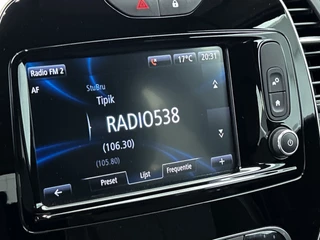 Radio FM 2
17°C
20:31
AF
StuBru
Tipik
RADIO538
(106.30)
(105.80)
Preset
Lijst
Frequentie
+